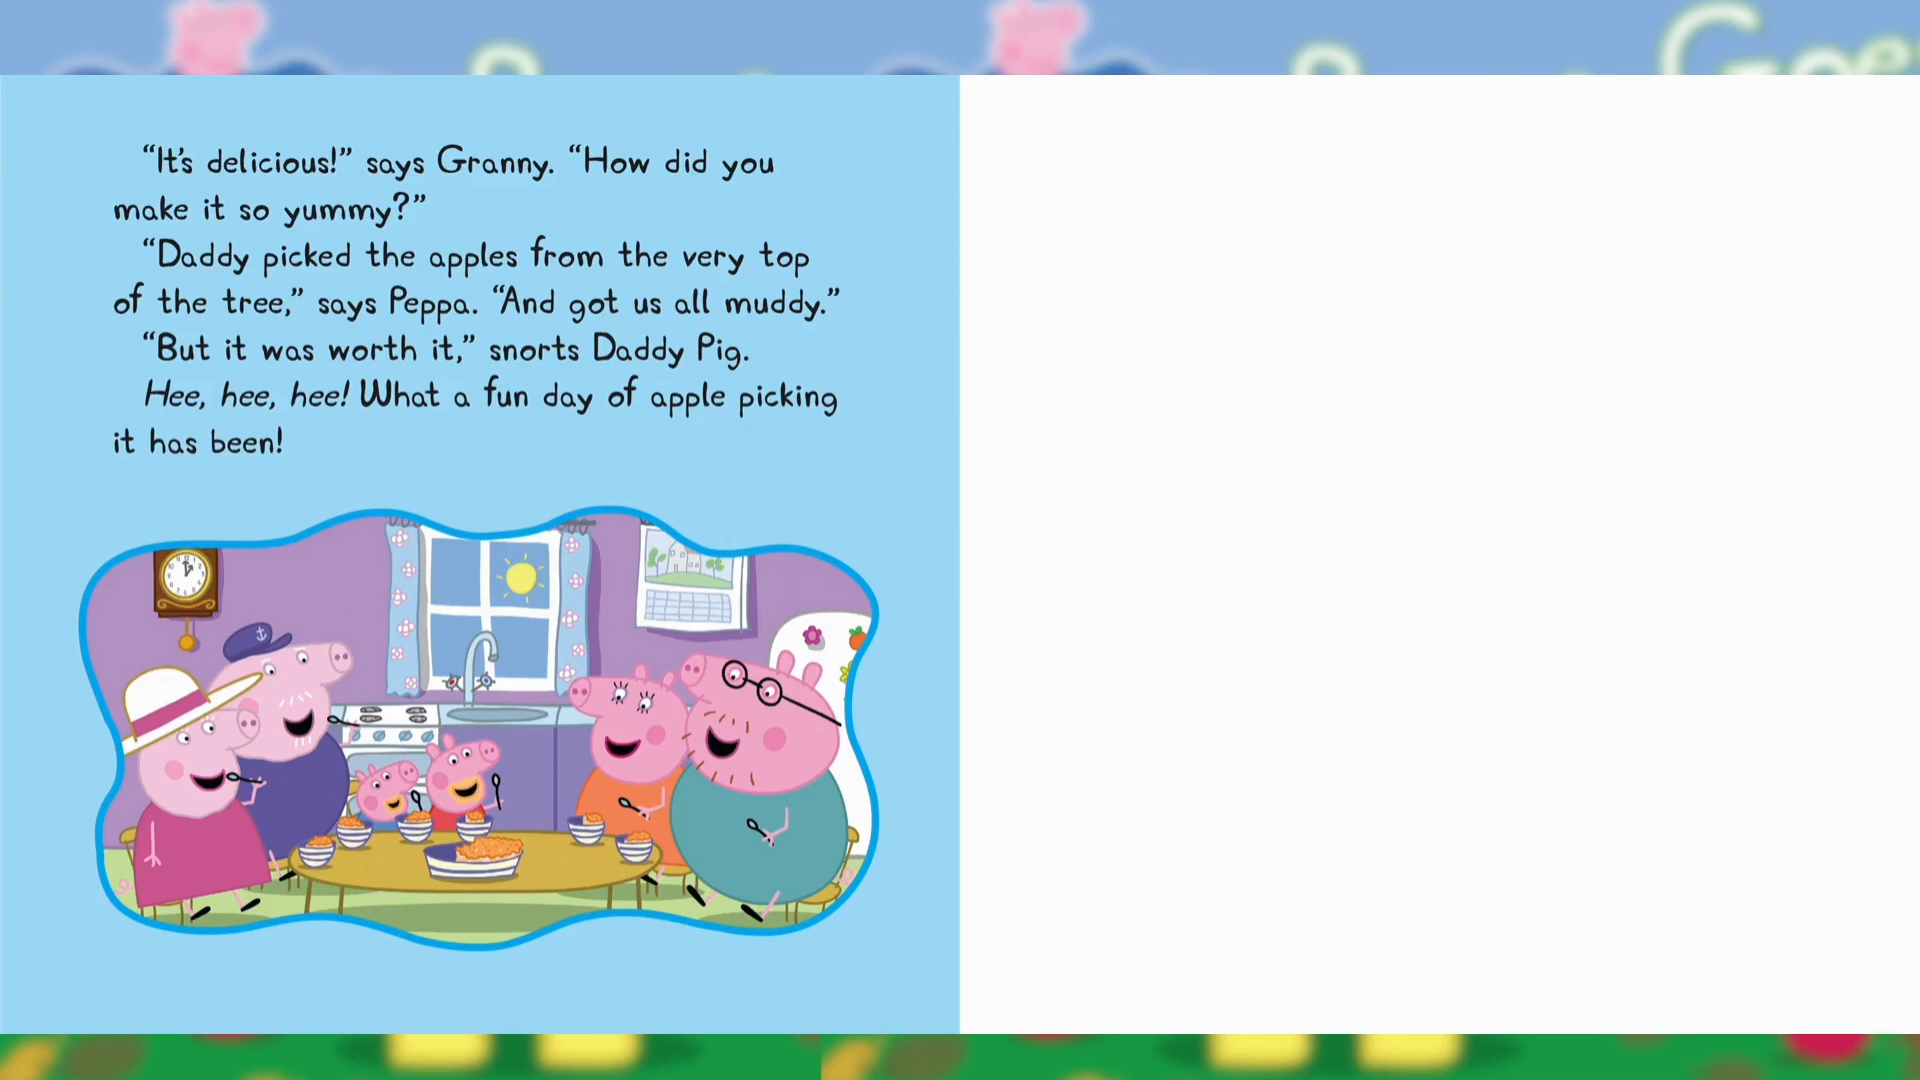 “It’s delicious!” says Granny. “How did you
make it so yummy?”
“Daddy picked the apples from the very top
of the tree,” says Peppa. “And got us all muddy.”
“But it was worth it,” snorts Daddy Pig.
Hee, hee, hee! What a fun day of apple picking
it has been!